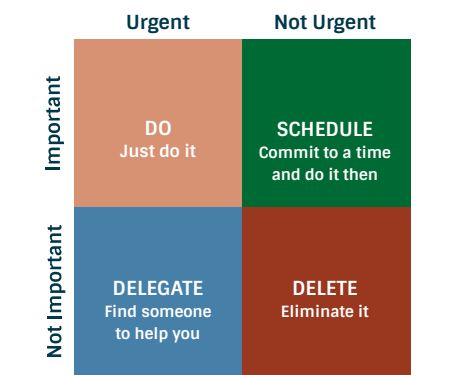 Urgent
Not Urgent
Important
DO
Just do it
SCHEDULE
Commit to a time
and do it then
Not Important
DELEGATE
Find someone
to help you
DELETE
Eliminate it